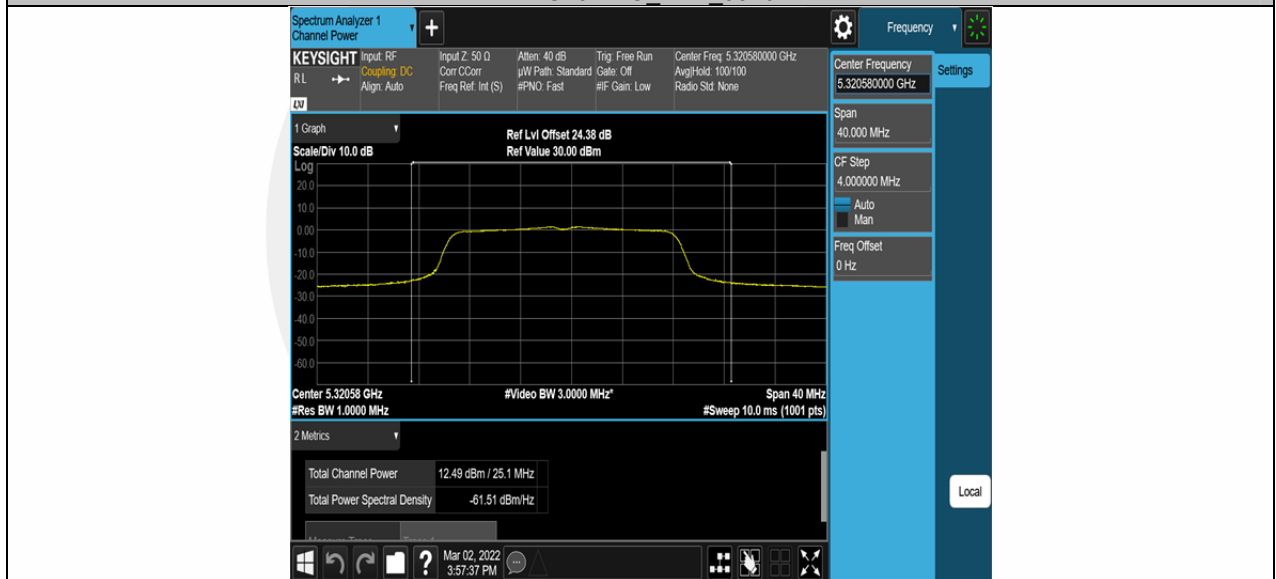 Spectrum Analyzer 1
Channel Power
+
Frequency
KEYSIGHT
RL
LXI
Input: RF
Coupling: DC
Align: Auto
Input Z: 50 Ω
Corr CCorr
Freq Ref: Int (S)
Atten: 40 dB
µW Path: Standard
#PNO: Fast
Trig: Free Run
Gate: Off
#IF Gain: Low
Center Freq: 5.320580000 GHz
Avg|Hold: 100/100
Radio Std: None
Center Frequency
5.320580000 GHz
Settings
Span
40.000 MHz
CF Step
4.000000 MHz
Auto
Man
Freq Offset
0 Hz
Local
1 Graph
Scale/Div 10.0 dB
Ref Lvl Offset 24.38 dB
Ref Value 30.00 dBm
Log
20.0
10.0
0.00
-10.0
-20.0
-30.0
-40.0
-50.0
-60.0
Center 5.32058 GHz
#Res BW 1.0000 MHz
#Video BW 3.0000 MHz*
Span 40 MHz
#Sweep 10.0 ms (1001 pts)
2 Metrics
Total Channel Power 12.49 dBm / 25.1 MHz
Total Power Spectral Density -61.51 dBm/Hz
?
Mar 02, 2022
3:57:37 PM